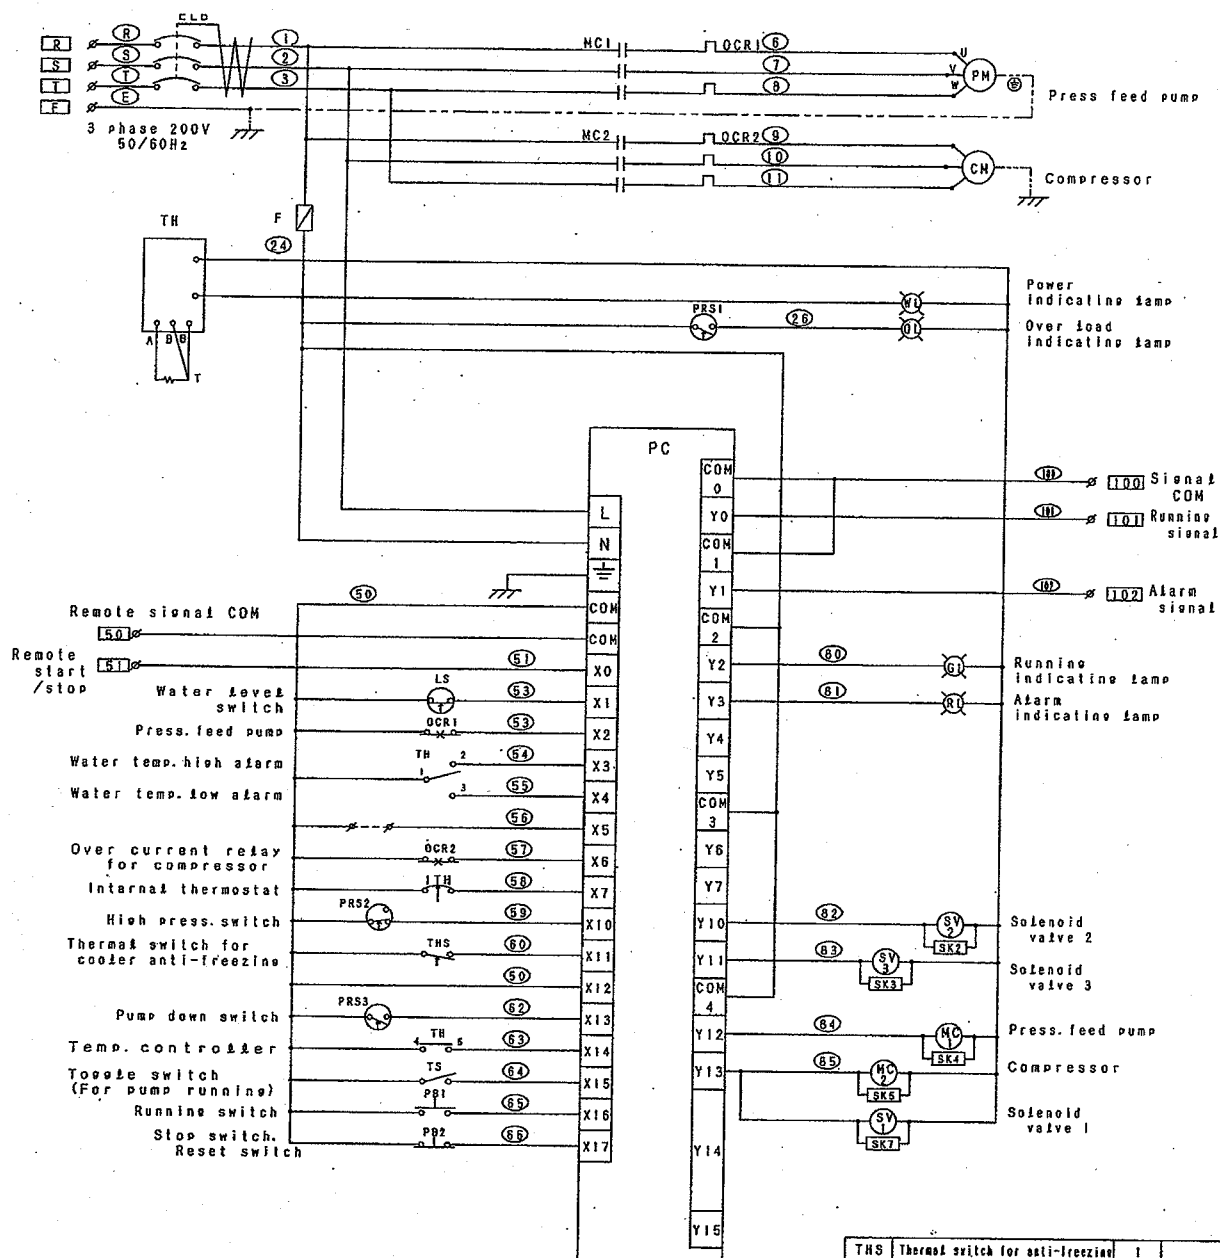 ELB
R
S
T
E
R
S
T
E
1
2
3
3 phase 200V
50/60Hz
MC1
OCR1
6
7
8
U
V
W
PM
Press feed pump
MC2
OCR2
9
10
11
CM
Compressor
F
TH
24
A
B
B
T
PRS1
26
W1
O1
Power
indicating lamp
Over load
indicating lamp
PC
L
N
COM
COM
X0
X1
X2
X3
X4
X5
X6
X7
X10
X11
X12
X13
X14
X15
X16
X17
COM
0
Y0
COM
1
Y1
COM
2
Y2
Y3
Y4
Y5
COM
3
Y6
Y7
Y10
Y11
COM
4
Y12
Y13
Y14
Y15
100
100
Signal
COM
101
101
Running
signal
102
102
Alarm
signal
80
G1
Running
indicating lamp
81
R1
Alarm
indicating lamp
82
SV
2
SK2
Solenoid
valve 2
83
SV
3
SK3
Solenoid
valve 3
84
MC
1
SK4
Press. feed pump
85
MC
2
SK5
Compressor
SV
1
SK7
Solenoid
valve 1
50
Remote signal COM
50
Remote
start
/stop
51
51
Water level
switch
LS
53
Press. feed pump
OCR1
53
Water temp. high alarm
TH
1
2
54
Water temp. low alarm
3
55
56
Over current relay
for compressor
OCR2
57
Internal thermostat
ITH
58
High press. switch
PRS2
59
Thermal switch for
cooler anti-freezing
THS
60
50
Pump down switch
PRS3
62
Temp. controller
4
TH
5
63
Toggle switch
(For pump running)
TS
64
Running switch
PB1
65
Stop switch.
Reset switch
PB2
66
THS Thermal switch for anti-freezing 1